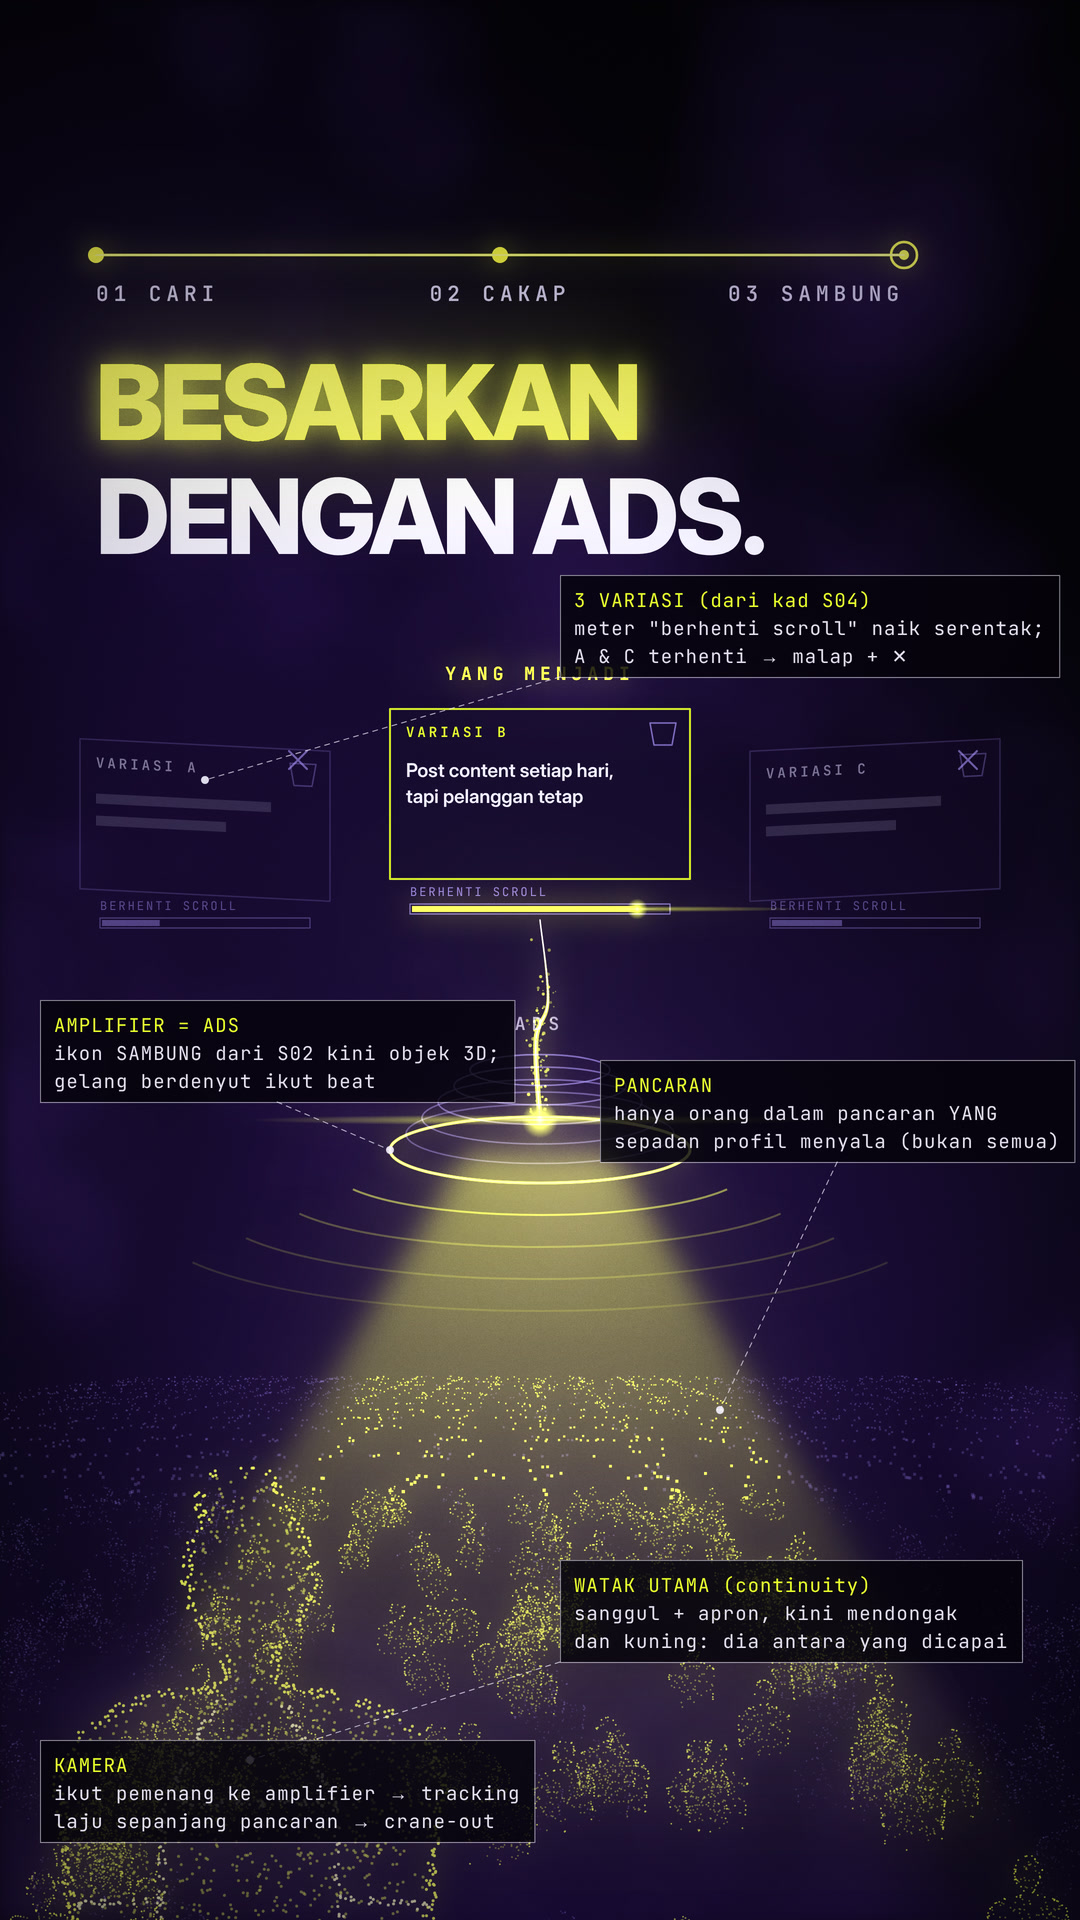 01 CARI
02 CAKAP
03 SAMBUNG
BESARKAN
DENGAN ADS.
3 VARIASI (dari kad S04)
meter "berhenti scroll" naik serentak;
A & C terhenti → malap + ✕
YANG MENJADI
VARIASI A
VARIASI B
VARIASI C
Post content setiap hari,
tapi pelanggan tetap
BERHENTI SCROLL
BERHENTI SCROLL
BERHENTI SCROLL
AMPLIFIER = ADS
ikon SAMBUNG dari S02 kini objek 3D;
gelang berdenyut ikut beat
ADS
PANCARAN
hanya orang dalam pancaran YANG
sepadan profil menyala (bukan semua)
WATAK UTAMA (continuity)
sanggul + apron, kini mendongak
dan kuning: dia antara yang dicapai
KAMERA
ikut pemenang ke amplifier → tracking
laju sepanjang pancaran → crane-out